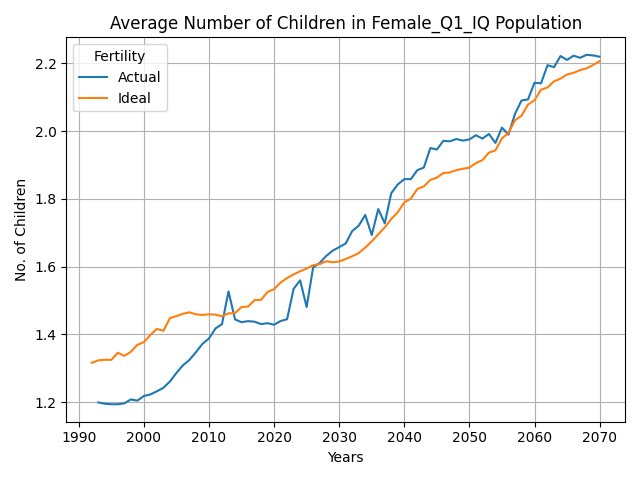 Average Number of Children in Female_Q1_IQ Population
Fertility
Actual
Ideal
No. of Children
2.2
2.0
1.8
1.6
1.4
1.2
1990 2000 2010 2020 2030 2040 2050 2060 2070
Years